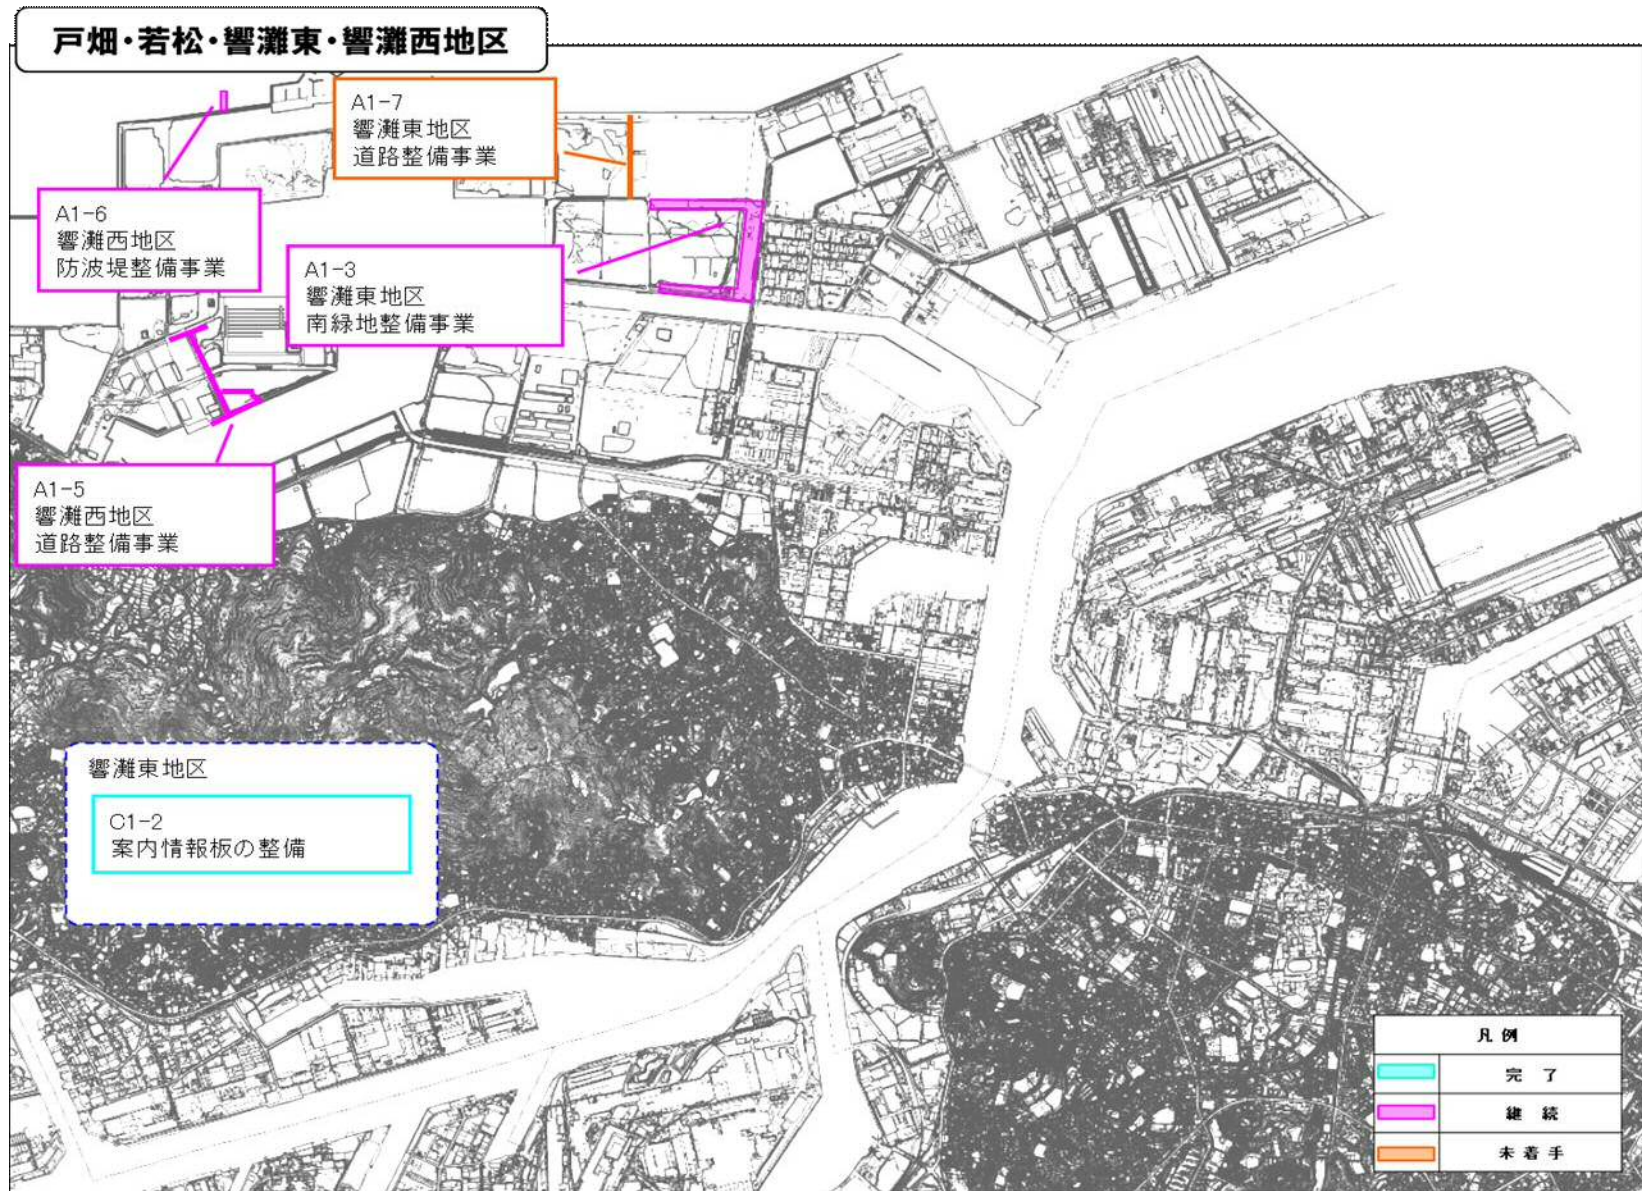 戸畑・若松・響灘東・響灘西地区
A1-7
響灘東地区
道路整備事業
A1-6
響灘西地区
防波堤整備事業
A1-3
響灘東地区
南緑地整備事業
A1-5
響灘西地区
道路整備事業
響灘東地区
C1-2
案内情報板の整備
凡例
完了
継続
未着手